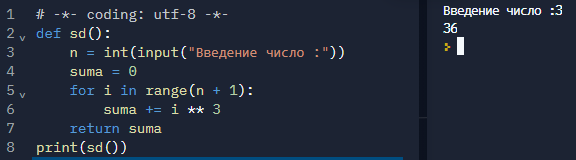 1 # -*- coding: utf-8 -*-
2 def sd():
3     n = int(input("Введение число :"))
4     suma = 0
5     for i in range(n + 1):
6         suma += i ** 3
7     return suma
8 print(sd())
Введение число :3
36